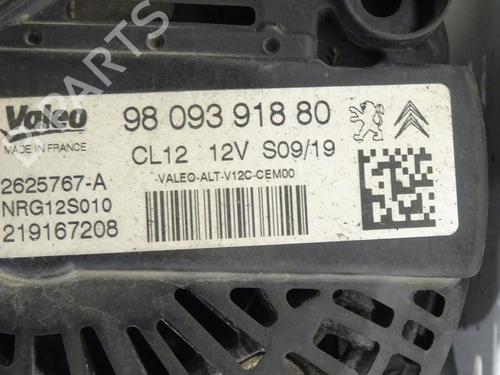 Valeo 98 093 918 80
MADE IN FRANCE CL12 12V S09/19
2625767-A -VALEO-ALT-V12C-CEM00
NRG12S010
219167208
PARTS